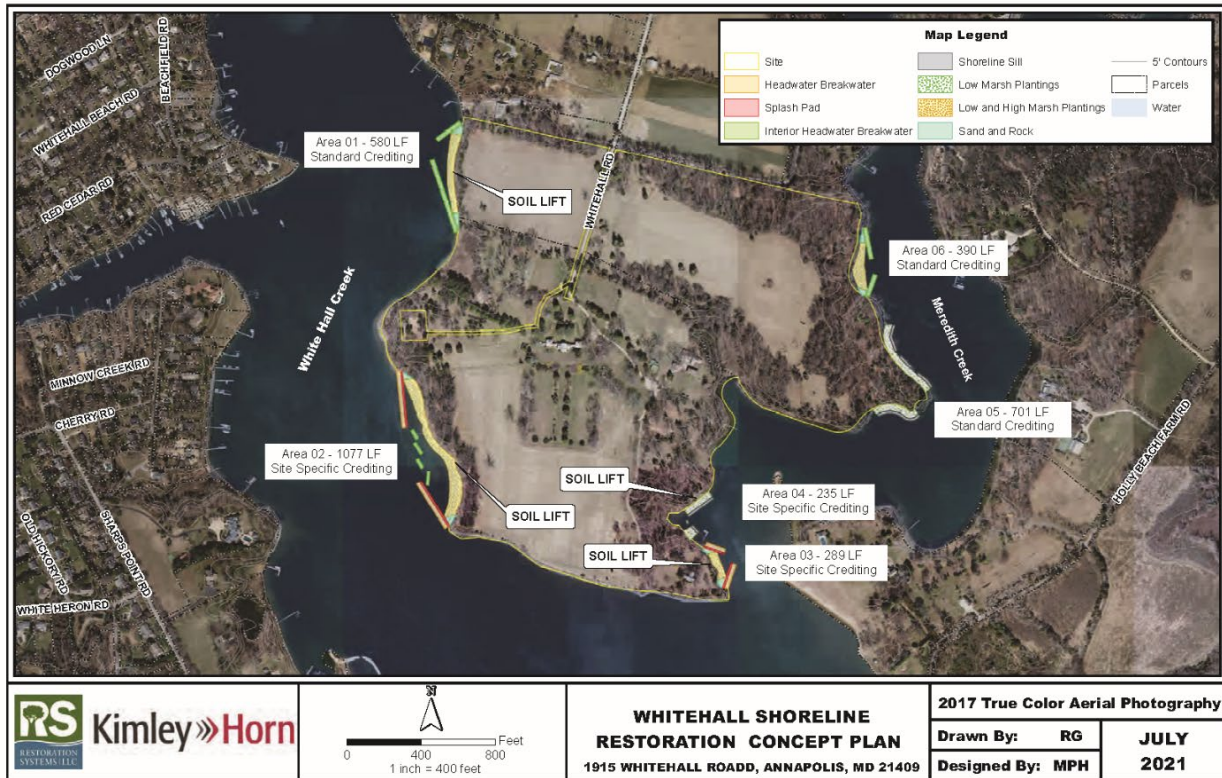 DOGWOOD LN
BEACHFIELD RD
WHITEHALL BEACH RD
RED CEDAR RD
Map Legend
Site
Headwater Breakwater
Splash Pad
Interior Headwater Breakwater
Shoreline Sill
Low Marsh Plantings
Low and High Marsh Plantings
Sand and Rock
5' Contours
Parcels
Water
Area 01 - 580 LF
Standard Crediting
SOIL LIFT
WHITEHALL RD
Area 06 - 390 LF
Standard Crediting
White Hall Creek
Meredith Creek
MINNOW CREEK RD
CHERRY RD
Area 05 - 701 LF
Standard Crediting
HOLLY BEACH FARM RD
Area 02 - 1077 LF
Site Specific Crediting
SOIL LIFT
SOIL LIFT
Area 04 - 235 LF
Site Specific Crediting
SOIL LIFT
Area 03 - 289 LF
Site Specific Crediting
OLD HICKORY RD
SHARPS POINT RD
WHITE HERON RD
RS
RESTORATION
SYSTEMS | LLC
Kimley»Horn
N
Feet
0 400 800
1 inch = 400 feet
WHITEHALL SHORELINE
RESTORATION CONCEPT PLAN
1915 WHITEHALL ROADD, ANNAPOLIS, MD 21409
2017 True Color Aerial Photography
Drawn By: RG
Designed By: MPH
JULY
2021